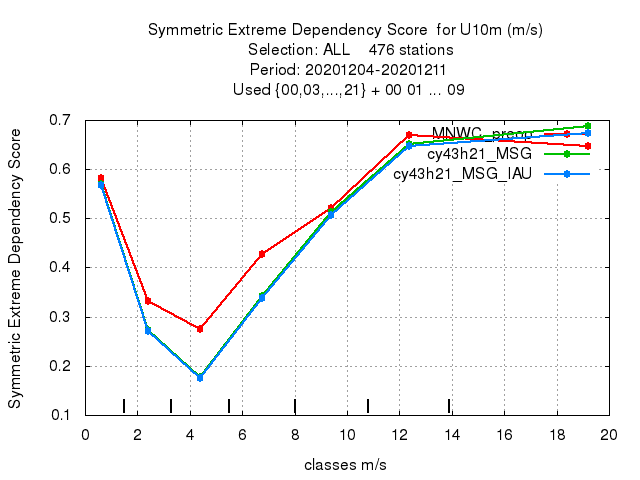 Symmetric Extreme Dependency Score for U10m (m/s)
Selection: ALL 476 stations
Period: 20201204-20201211
Used {00,03,...,21} + 00 01 ... 09
Symmetric Extreme Dependency Score
0.7
0.6
0.5
0.4
0.3
0.2
0.1
MNWC_preop
cy43h21_MSG
cy43h21_MSG_IAU
0 2 4 6 8 10 12 14 16 18 20
classes m/s